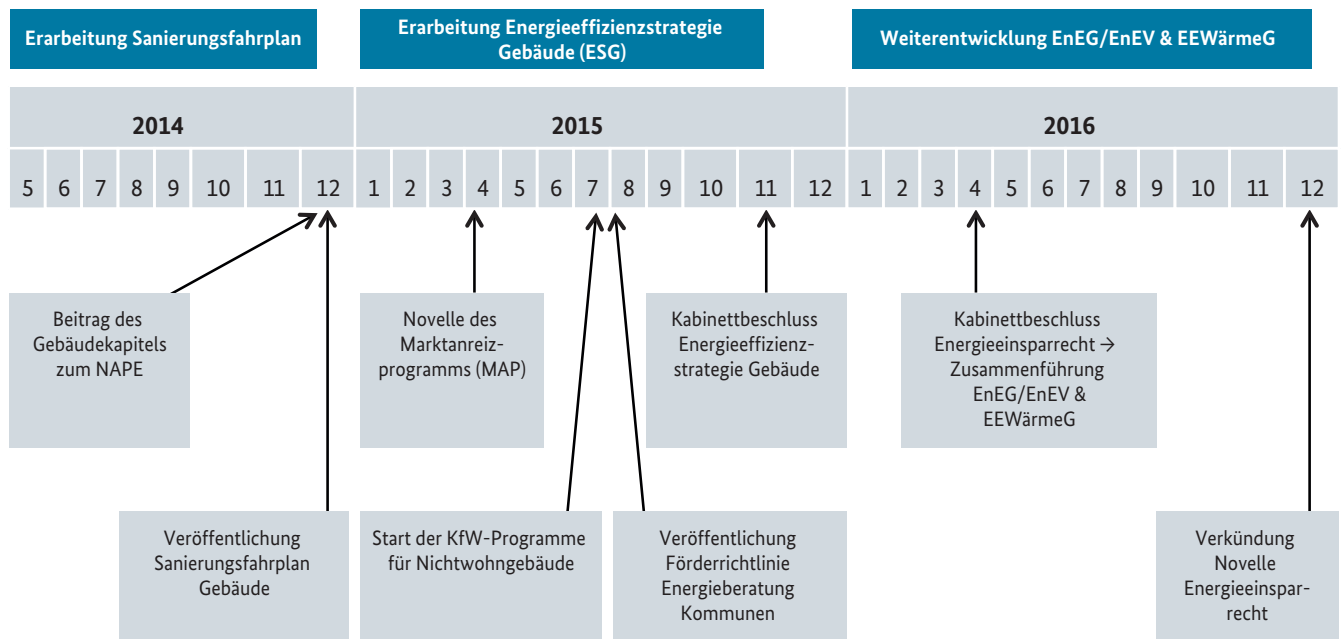 Erarbeitung Sanierungsfahrplan
Erarbeitung Energieeffizienzstrategie
Gebäude (ESG)
Weiterentwicklung EnEG/EnEV & EEWärmeG
2014
2015
2016
5 6 7 8 9 10 11 12 1 2 3 4 5 6 7 8 9 10 11 12 1 2 3 4 5 6 7 8 9 10 11 12
Beitrag des
Gebäudekapitels
zum NAPE
Novelle des
Marktanreiz-
programms (MAP)
Kabinettbeschluss
Energieeffizienz-
strategie Gebäude
Kabinettbeschluss
Energieeinsparrecht →
Zusammenführung
EnEG/EnEV &
EEWärmeG
Veröffentlichung
Sanierungsfahrplan
Gebäude
Start der KfW-Programme
für Nichtwohngebäude
Veröffentlichung
Förderrichtlinie
Energieberatung
Kommunen
Verkündung
Novelle
Energieeinspar-
recht